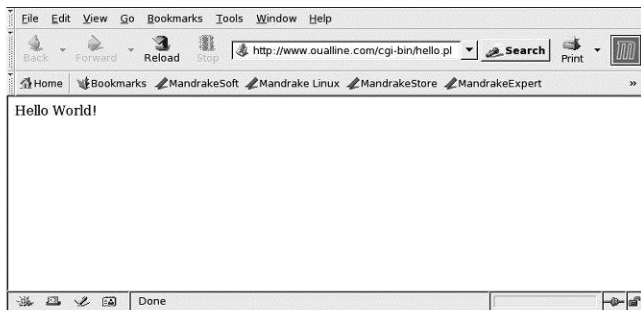 File Edit View Go Bookmarks Tools Window Help
Back Forward Reload Stop http://www.oualline.com/cgi-bin/hello.pl Search Print
Home Bookmarks MandrakeSoft Mandrake Linux MandrakeStore MandrakeExpert »
Hello World!
Done